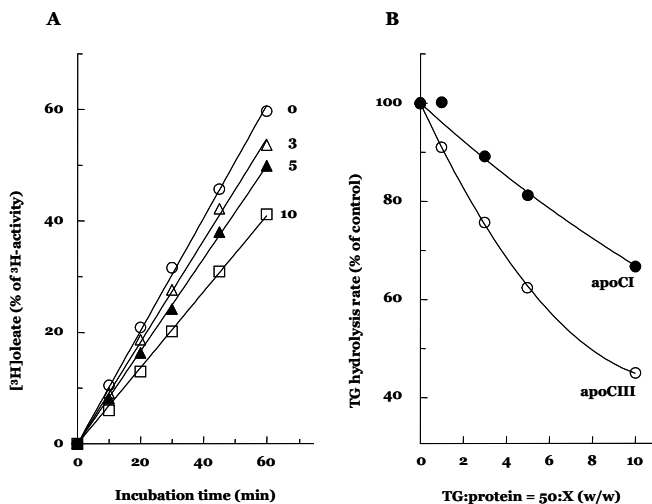 A
B
[³H]oleate (% of ³H-activity)
60
40
20
0
0
3
5
10
0
20
40
60
Incubation time (min)
TG hydrolysis rate (% of control)
100
80
60
40
apoCI
apoCIII
0
2
4
6
8
10
TG:protein = 50:X (w/w)